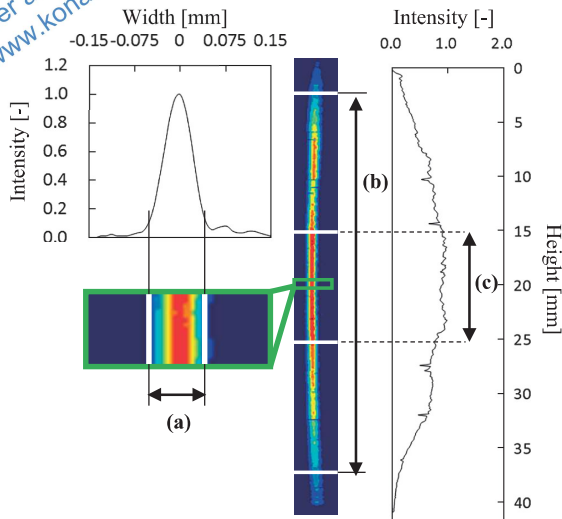 www.kona
Width [mm]
-0.15 -0.075 0 0.075 0.15
Intensity [-]
1.2
1.0
0.8
0.6
0.4
0.2
0.0
(a)
(b)
(c)
Intensity [-]
0.0 1.0 2.0
0
5
10
15
20
25
30
35
40
Height [mm]